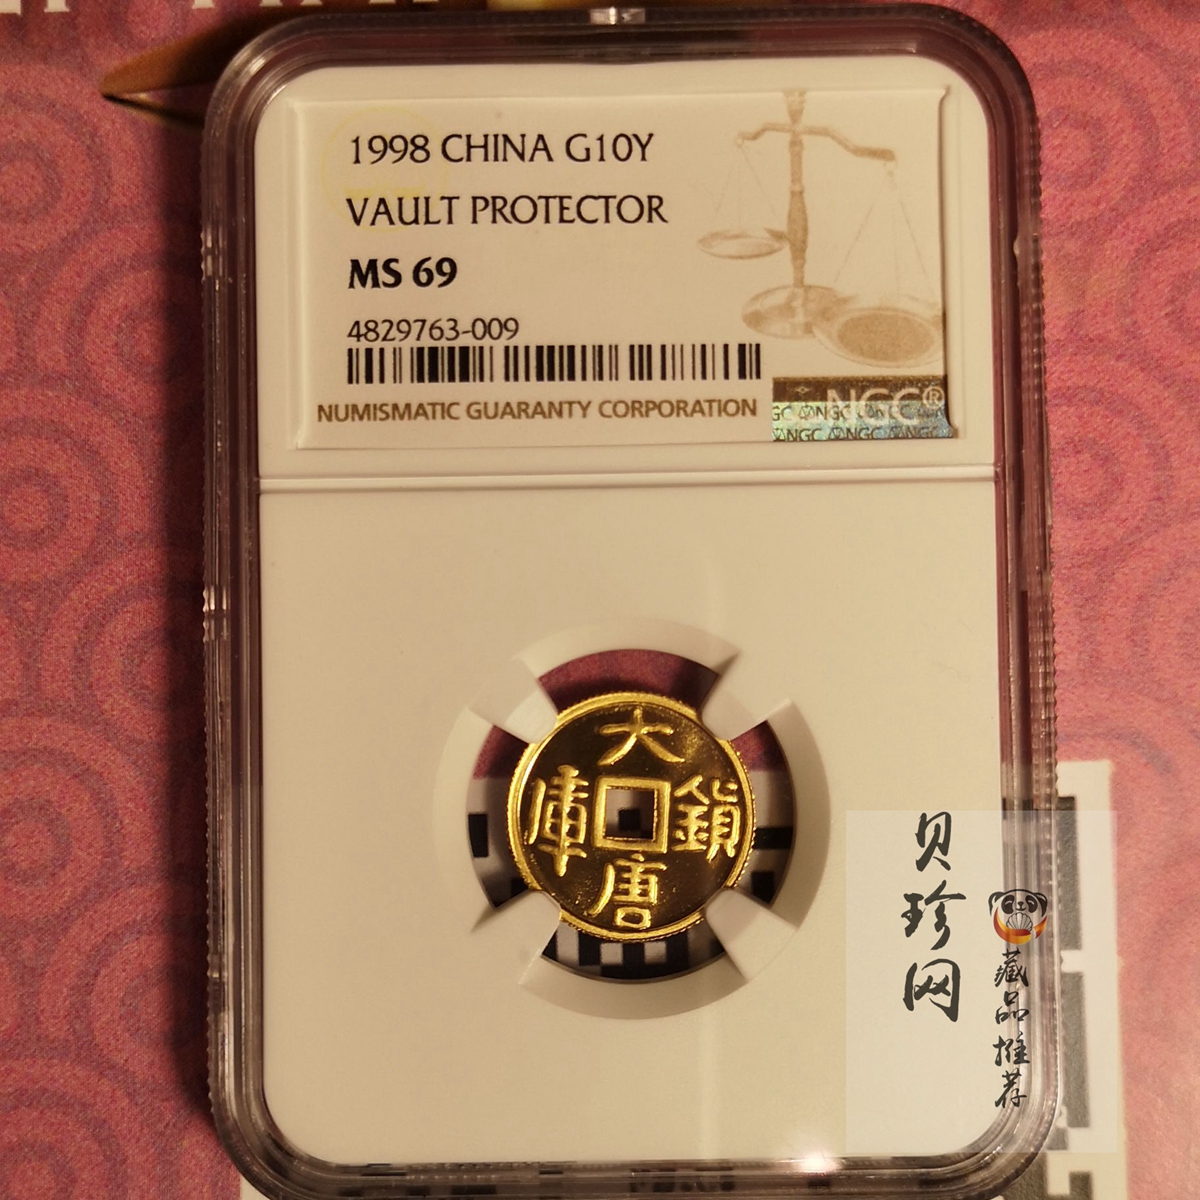 1998 CHINA G10Y
VAULT PROTECTOR
MS 69
4829763-009
NUMISMATIC GUARANTY CORPORATION
NGC®
大
庫 鎮
唐
贝珍网
藏品推荐